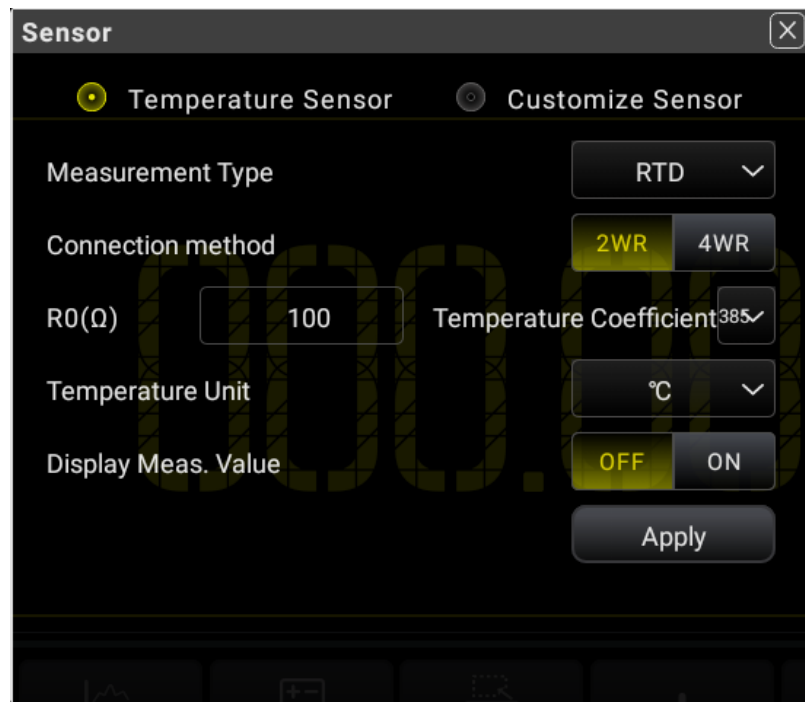 Sensor
Temperature Sensor Customize Sensor
Measurement Type RTD
Connection method 2WR 4WR
R0(Ω) 100 Temperature Coefficient 385
Temperature Unit ℃
Display Meas. Value OFF ON
Apply